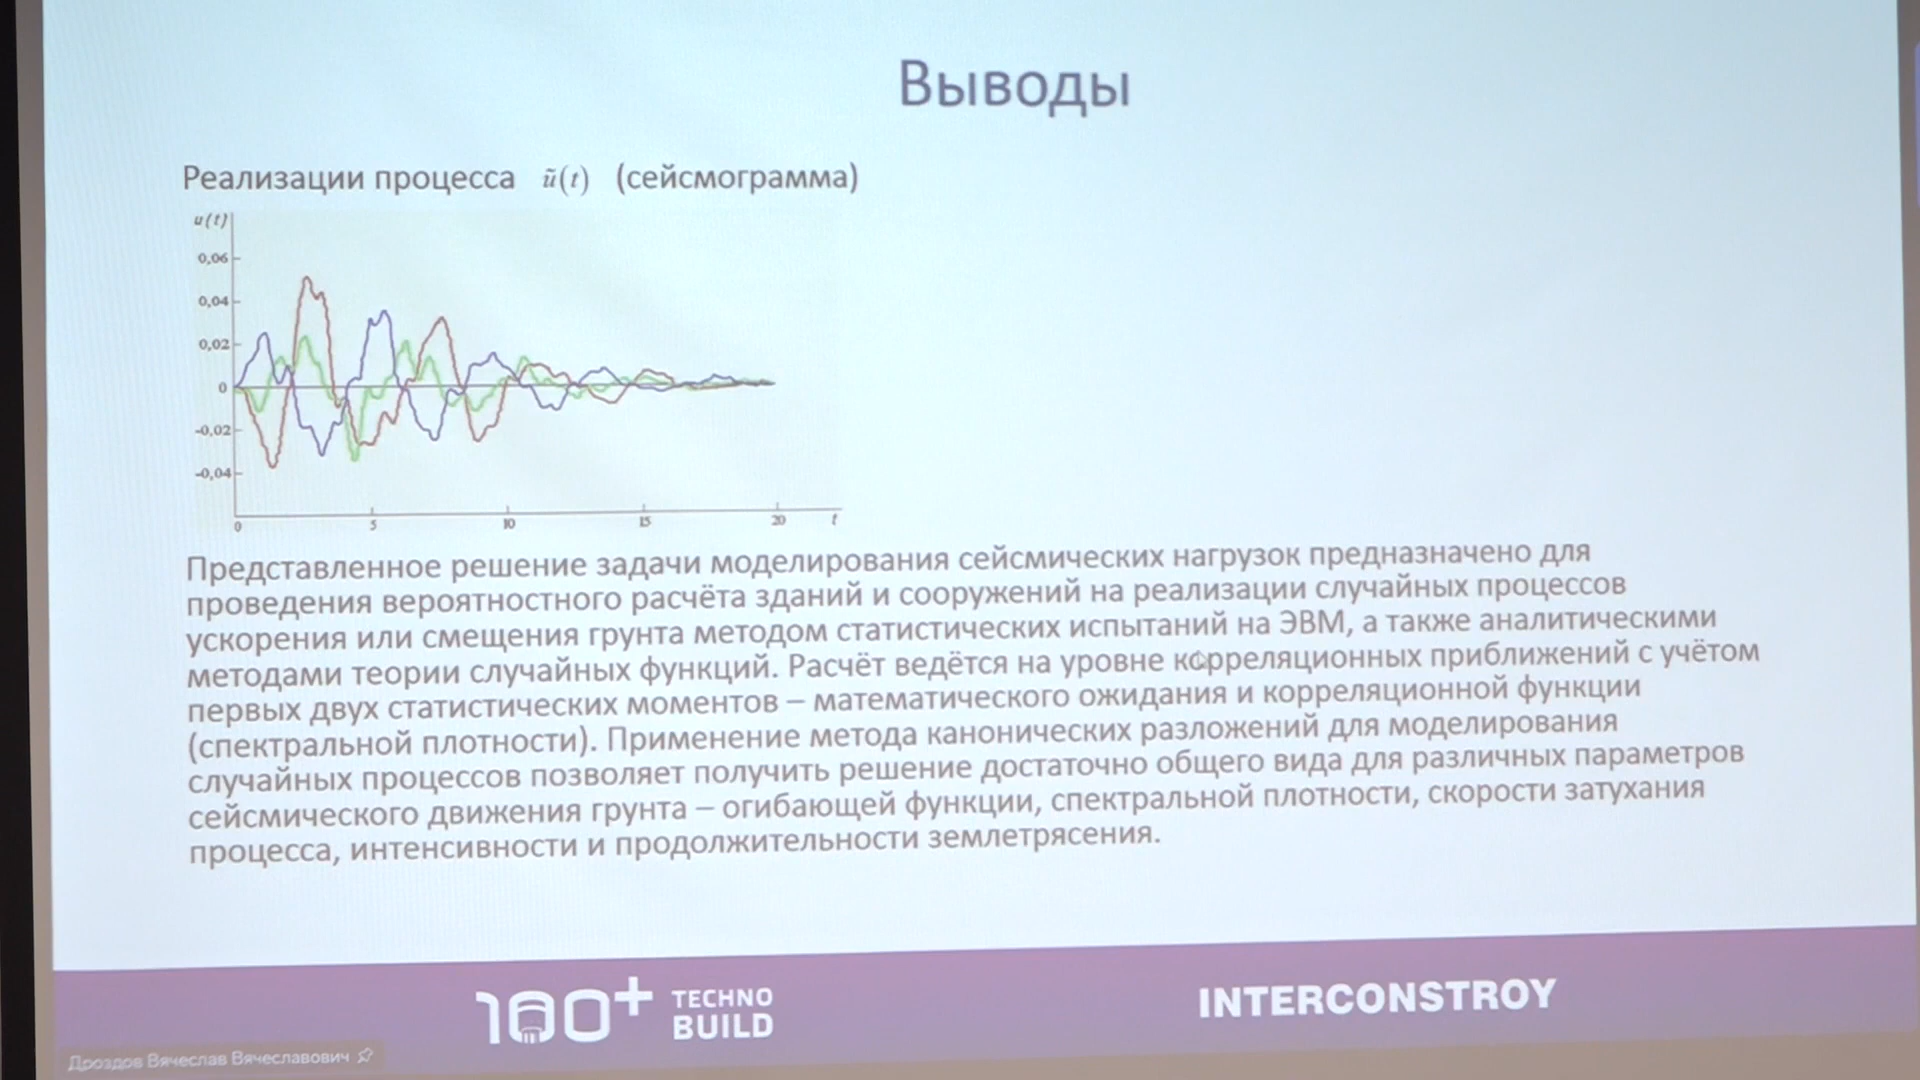 Выводы
Реализации процесса ũ(t) (сейсмограмма)
u(t)
0,06
0,04
0,02
0
-0,02
-0,04
0 5 10 15 20 t
Представленное решение задачи моделирования сейсмических нагрузок предназначено для
проведения вероятностного расчёта зданий и сооружений на реализации случайных процессов
ускорения или смещения грунта методом статистических испытаний на ЭВМ, а также аналитическими
методами теории случайных функций. Расчёт ведётся на уровне корреляционных приближений с учётом
первых двух статистических моментов – математического ожидания и корреляционной функции
(спектральной плотности). Применение метода канонических разложений для моделирования
случайных процессов позволяет получить решение достаточно общего вида для различных параметров
сейсмического движения грунта – огибающей функции, спектральной плотности, скорости затухания
процесса, интенсивности и продолжительности землетрясения.
100+ TECHNO
BUILD
INTERCONSTROY
Дроздов Вячеслав Вячеславович